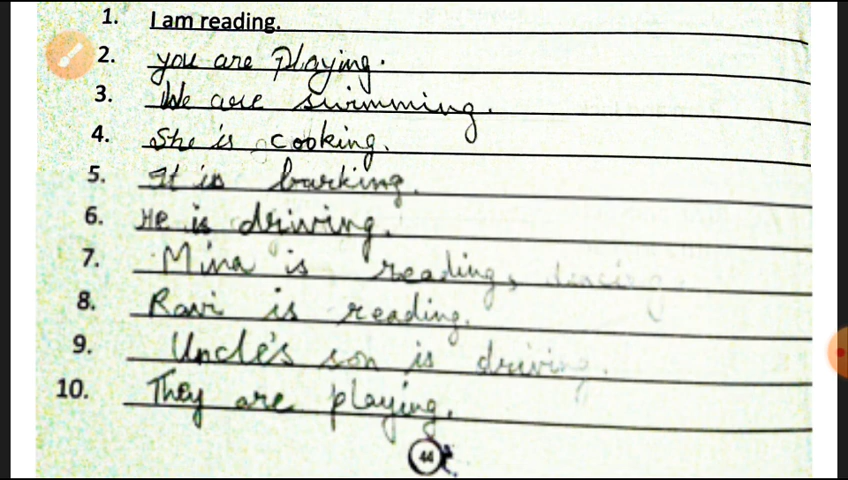 1. I am reading.
2. you are playing.
3. We are swimming.
4. She is cooking.
5. It is barking.
6. He is driving.
7. Mina is reading, dancing.
8. Ravi is reading.
9. Uncle's son is driving.
10. They are playing.
44